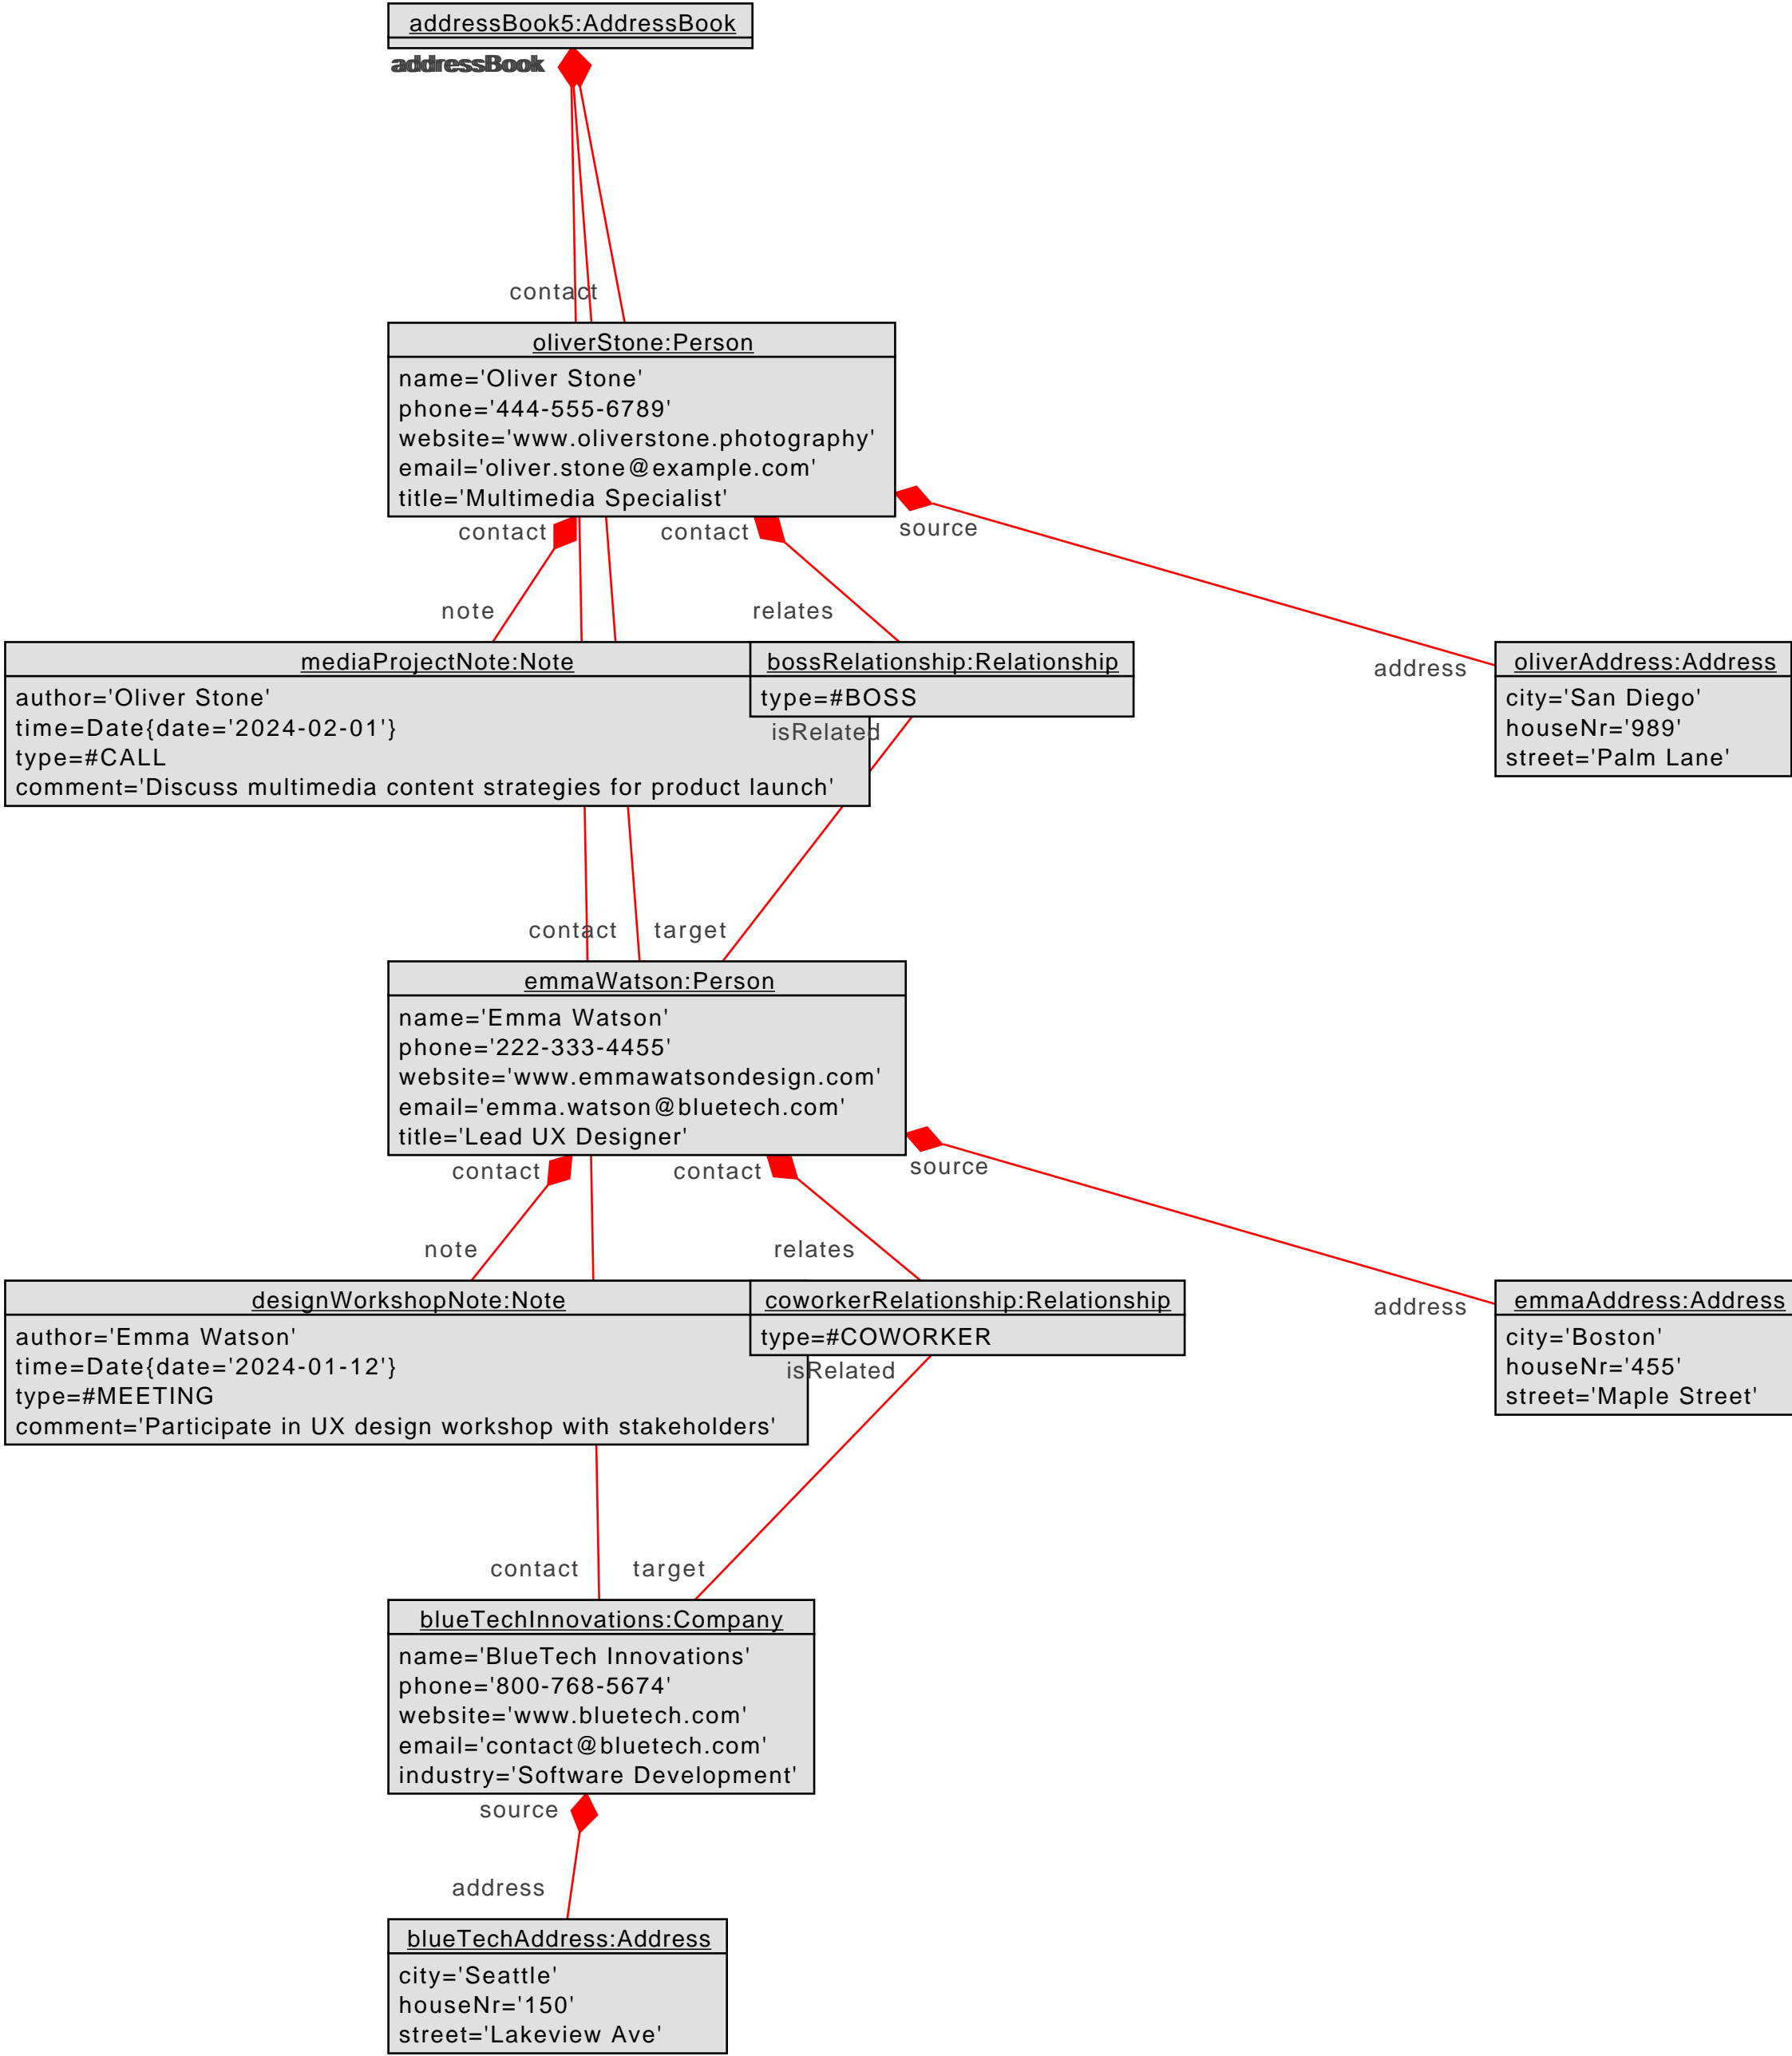 addressBook5:AddressBook
addressBook
contact
oliverStone:Person
name='Oliver Stone'
phone='444-555-6789'
website='www.oliverstone.photography'
email='oliver.stone@example.com'
title='Multimedia Specialist'
contact
contact
source
note
relates
address
mediaProjectNote:Note
author='Oliver Stone'
time=Date{date='2024-02-01'}
type=#CALL
comment='Discuss multimedia content strategies for product launch'
bossRelationship:Relationship
type=#BOSS
isRelated
oliverAddress:Address
city='San Diego'
houseNr='989'
street='Palm Lane'
contact
target
emmaWatson:Person
name='Emma Watson'
phone='222-333-4455'
website='www.emmawatsondesign.com'
email='emma.watson@bluetech.com'
title='Lead UX Designer'
contact
contact
source
note
relates
address
designWorkshopNote:Note
author='Emma Watson'
time=Date{date='2024-01-12'}
type=#MEETING
comment='Participate in UX design workshop with stakeholders'
coworkerRelationship:Relationship
type=#COWORKER
isRelated
emmaAddress:Address
city='Boston'
houseNr='455'
street='Maple Street'
contact
target
blueTechInnovations:Company
name='BlueTech Innovations'
phone='800-768-5674'
website='www.bluetech.com'
email='contact@bluetech.com'
industry='Software Development'
source
address
blueTechAddress:Address
city='Seattle'
houseNr='150'
street='Lakeview Ave'